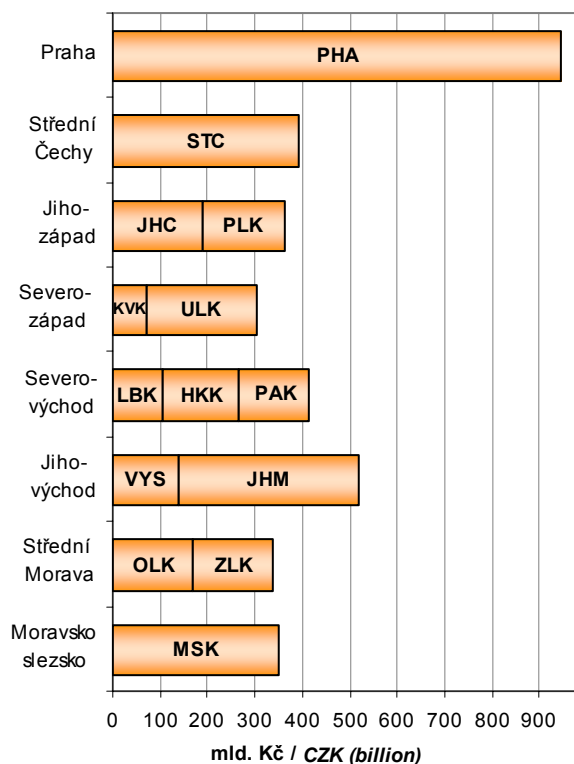 Praha
PHA
Střední
Čechy
STC
Jiho-
západ
JHC PLK
Severo-
západ
KVK ULK
Severo-
východ
LBK HKK PAK
Jiho-
východ
VYS JHM
Střední
Morava
OLK ZLK
Moravsko
slezsko
MSK
0 100 200 300 400 500 600 700 800 900
mld. Kč / CZK (billion)